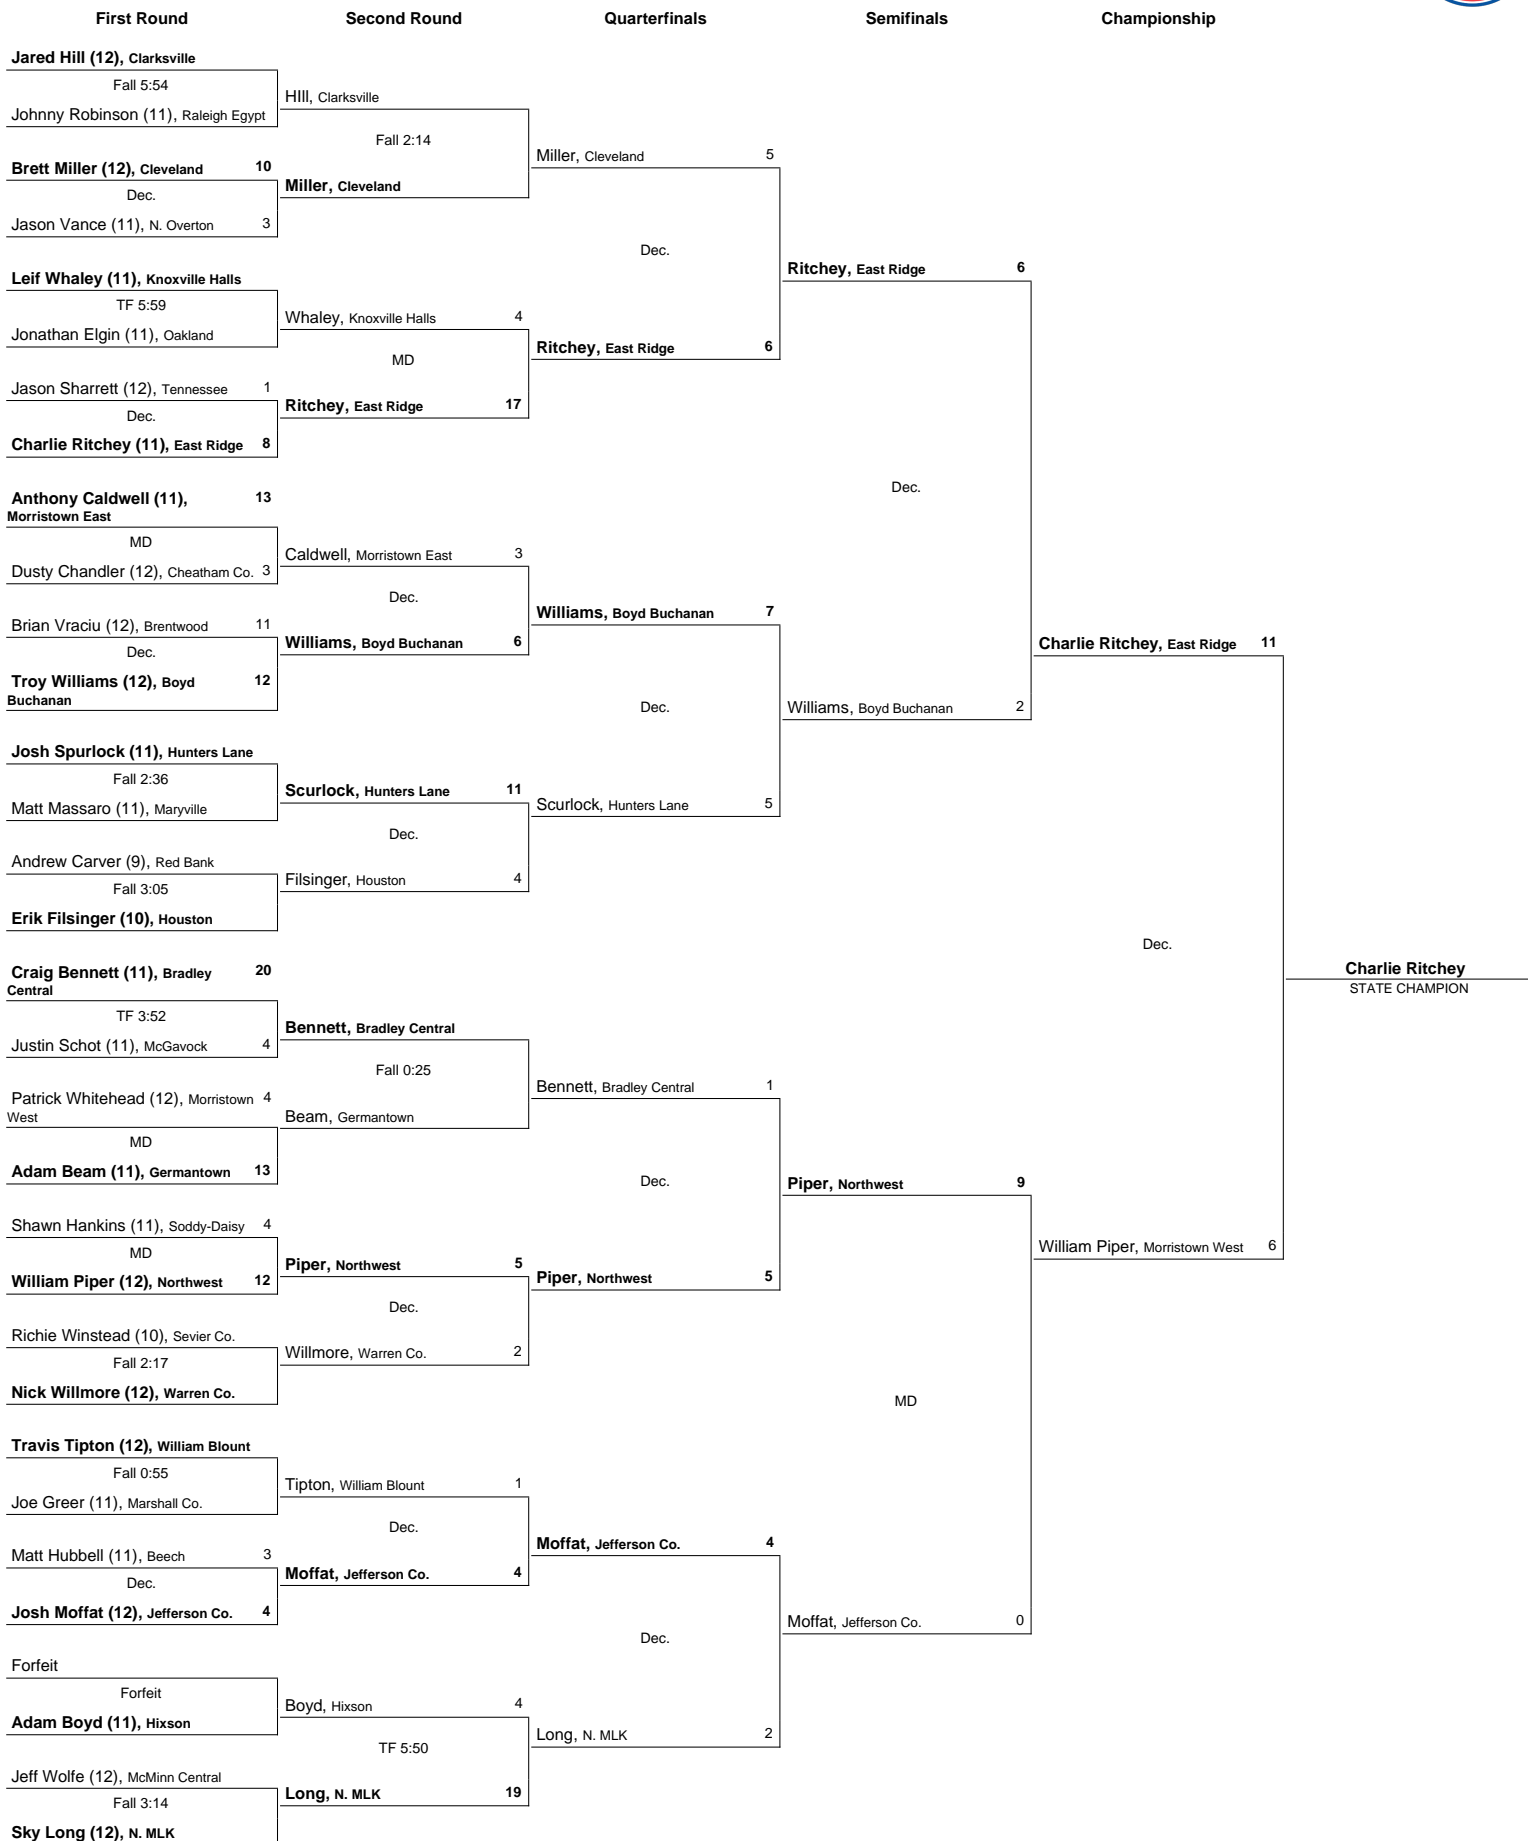 First Round Second Round Quarterfinals Semifinals Championship
Jared Hill (12), Clarksville
Fall 5:54
Johnny Robinson (11), Raleigh Egypt
Brett Miller (12), Cleveland 10
Dec.
Jason Vance (11), N. Overton 3
Leif Whaley (11), Knoxville Halls
TF 5:59
Jonathan Elgin (11), Oakland
Jason Sharrett (12), Tennessee 1
Dec.
Charlie Ritchey (11), East Ridge 8
Anthony Caldwell (11), 13
Morristown East
MD
Dusty Chandler (12), Cheatham Co. 3
Brian Vraciu (12), Brentwood 11
Dec.
Troy Williams (12), Boyd 12
Buchanan
Josh Spurlock (11), Hunters Lane
Fall 2:36
Matt Massaro (11), Maryville
Andrew Carver (9), Red Bank
Fall 3:05
Erik Filsinger (10), Houston
Craig Bennett (11), Bradley 20
Central
TF 3:52
Justin Schot (11), McGavock 4
Patrick Whitehead (12), Morristown 4
West
MD
Adam Beam (11), Germantown 13
Shawn Hankins (11), Soddy-Daisy 4
MD
William Piper (12), Northwest 12
Richie Winstead (10), Sevier Co.
Fall 2:17
Nick Willmore (12), Warren Co.
Travis Tipton (12), William Blount
Fall 0:55
Joe Greer (11), Marshall Co.
Matt Hubbell (11), Beech 3
Dec.
Josh Moffat (12), Jefferson Co. 4
Forfeit
Forfeit
Adam Boyd (11), Hixson
Jeff Wolfe (12), McMinn Central
Fall 3:14
Sky Long (12), N. MLK
HIll, Clarksville
Fall 2:14
Miller, Cleveland
Whaley, Knoxville Halls 4
MD
Ritchey, East Ridge 17
Caldwell, Morristown East 3
Dec.
Williams, Boyd Buchanan 6
Scurlock, Hunters Lane 11
Dec.
Filsinger, Houston 4
Bennett, Bradley Central
Fall 0:25
Beam, Germantown
Piper, Northwest 5
Dec.
Willmore, Warren Co. 2
Tipton, William Blount 1
Dec.
Moffat, Jefferson Co. 4
Boyd, Hixson 4
TF 5:50
Long, N. MLK 19
Miller, Cleveland 5
Dec.
Ritchey, East Ridge 6
Williams, Boyd Buchanan 7
Dec.
Scurlock, Hunters Lane 5
Bennett, Bradley Central 1
Dec.
Piper, Northwest 5
Moffat, Jefferson Co. 4
Dec.
Long, N. MLK 2
Ritchey, East Ridge 6
Dec.
Williams, Boyd Buchanan 2
Piper, Northwest 9
MD
Moffat, Jefferson Co. 0
Charlie Ritchey, East Ridge 11
Dec.
William Piper, Morristown West 6
Charlie Ritchey
STATE CHAMPION